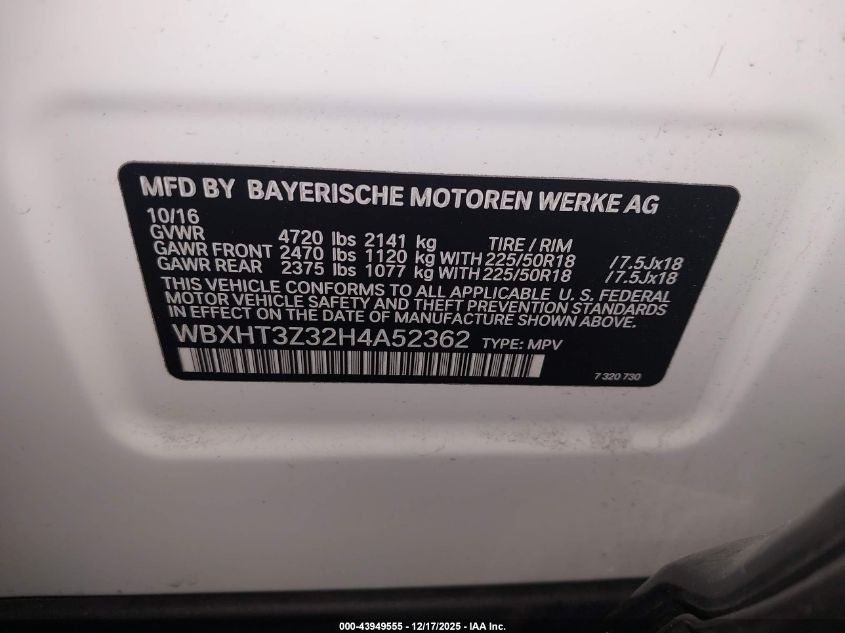 MFD BY BAYERISCHE MOTOREN WERKE AG
10/16
GVWR 4720 lbs 2141 kg TIRE / RIM
GAWR FRONT 2470 lbs 1120 kg WITH 225/50R18 /7.5Jx18
GAWR REAR 2375 lbs 1077 kg WITH 225/50R18 /7.5Jx18
THIS VEHICLE CONFORMS TO ALL APPLICABLE U. S. FEDERAL
MOTOR VEHICLE SAFETY AND THEFT PREVENTION STANDARDS
IN EFFECT ON THE DATE OF MANUFACTURE SHOWN ABOVE.
WBXHT3Z32H4A52362 TYPE: MPV
7 320 730
000-43949555 - 12/17/2025 - IAA Inc.